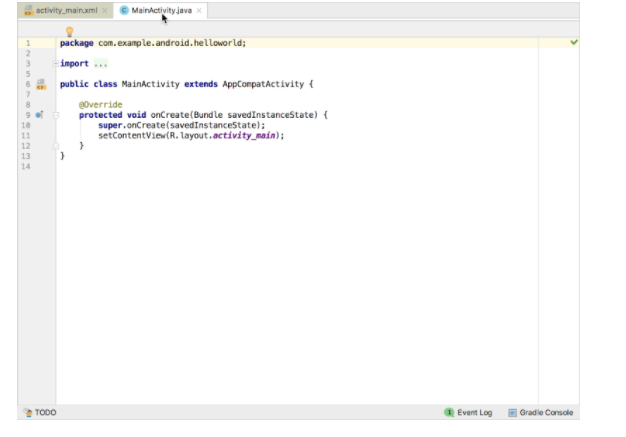 activity_main.xml × MainActivity.java ×
1 package com.example.android.helloworld;
2
3 import ...
5
6 public class MainActivity extends AppCompatActivity {
7
8 @Override
9 protected void onCreate(Bundle savedInstanceState) {
10 super.onCreate(savedInstanceState);
11 setContentView(R.layout.activity_main);
12 }
13 }
14
TODO 1 Event Log Gradle Console